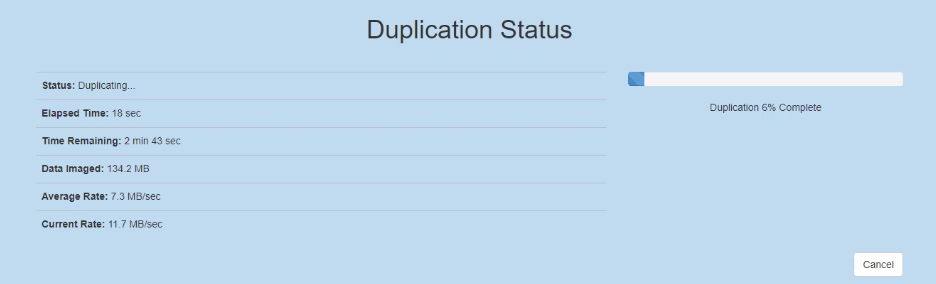 Duplication Status
Status: Duplicating...
Elapsed Time: 18 sec
Time Remaining: 2 min 43 sec
Data Imaged: 134.2 MB
Average Rate: 7.3 MB/sec
Current Rate: 11.7 MB/sec
Duplication 6% Complete
Cancel